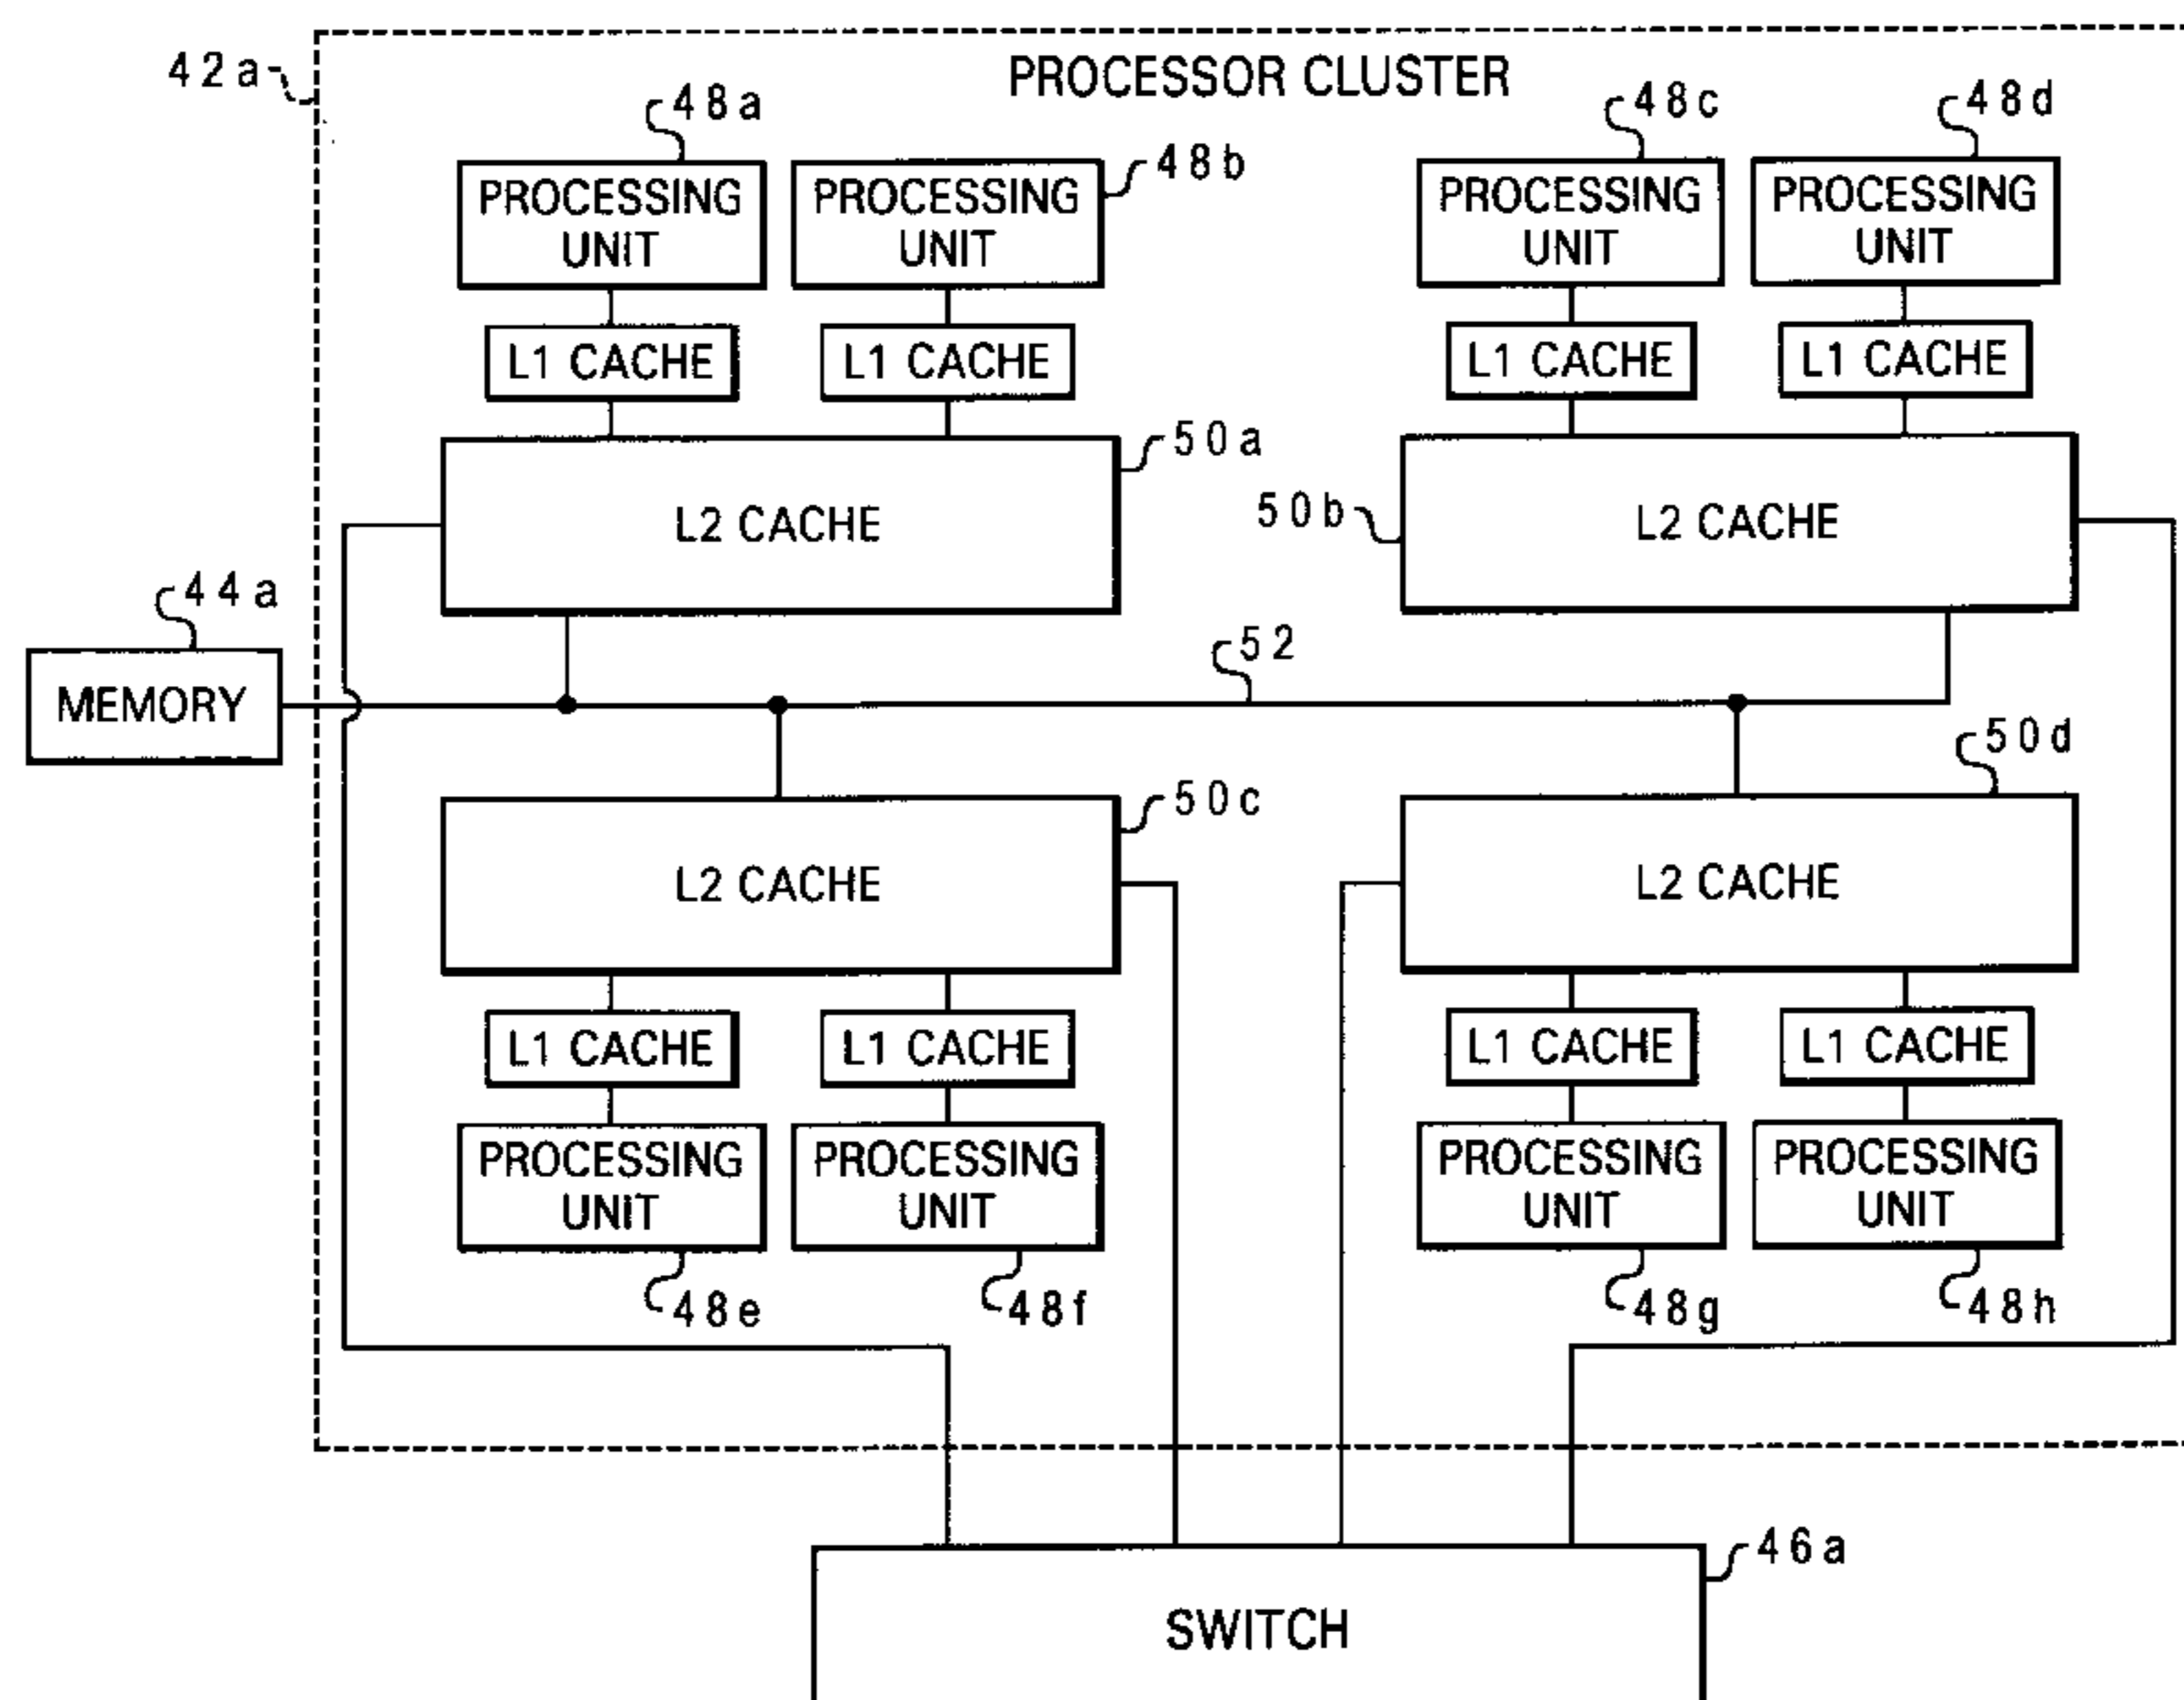 42a
PROCESSOR CLUSTER
48a
48b
48c
48d
PROCESSING
UNIT
PROCESSING
UNIT
PROCESSING
UNIT
PROCESSING
UNIT
L1 CACHE
L1 CACHE
L1 CACHE
L1 CACHE
50a
L2 CACHE
50b
L2 CACHE
44a
MEMORY
52
50c
L2 CACHE
50d
L2 CACHE
L1 CACHE
L1 CACHE
L1 CACHE
L1 CACHE
PROCESSING
UNIT
PROCESSING
UNIT
PROCESSING
UNIT
PROCESSING
UNIT
48e
48f
48g
48h
46a
SWITCH